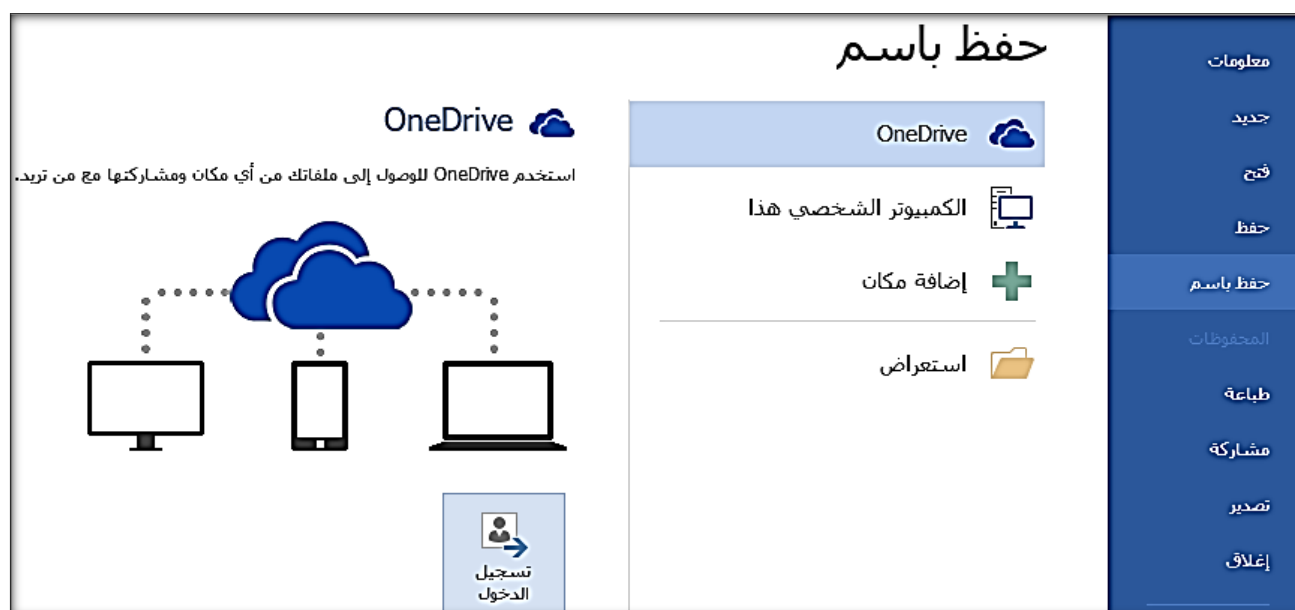 معلومات
جديد
فتح
حفظ
حفظ باسم
المحفوظات
طباعة
مشاركة
تصدير
إغلاق
حفظ باسم
OneDrive
الكمبيوتر الشخصي هذا
إضافة مكان
استعراض
OneDrive
استخدم OneDrive للوصول إلى ملفاتك من أي مكان ومشاركتها مع من تريد.
تسجيل
الدخول